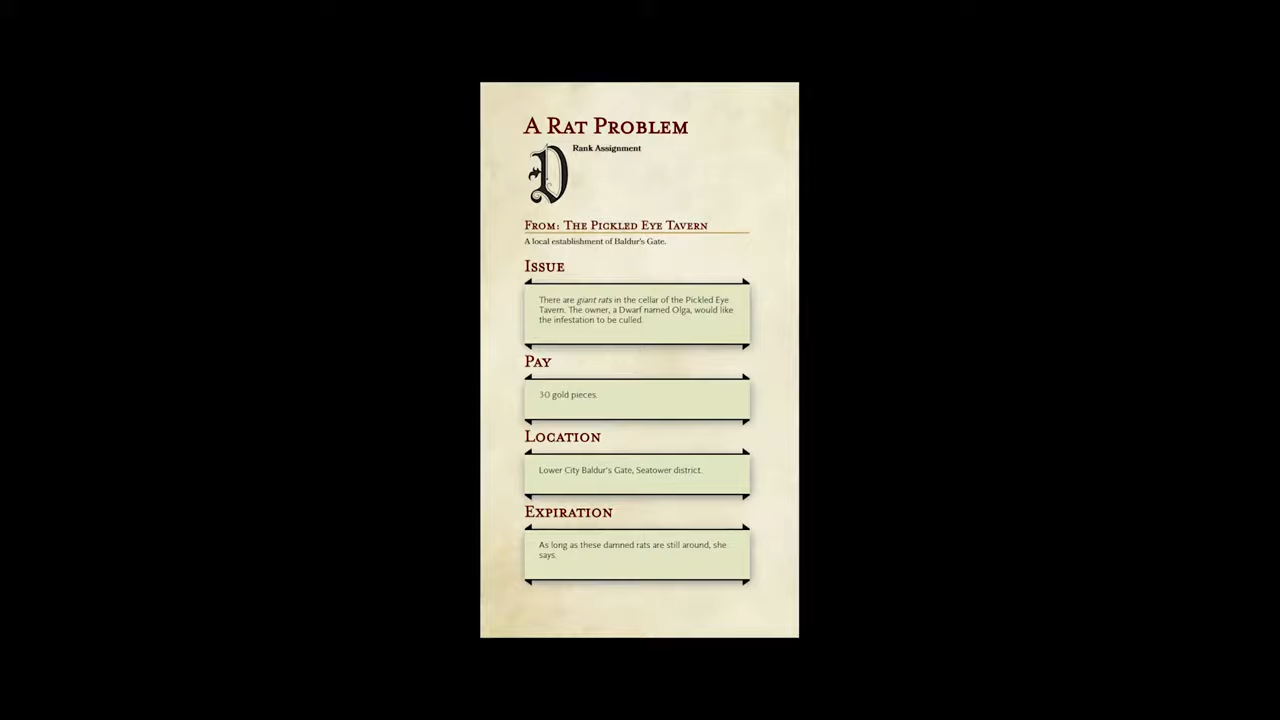 A Rat Problem
D Rank Assignment
From: The Pickled Eye Tavern
A local establishment of Baldur's Gate.
Issue
There are giant rats in the cellar of the Pickled Eye
Tavern. The owner, a Dwarf named Olga, would like
the infestation to be culled.
Pay
30 gold pieces.
Location
Lower City Baldur's Gate, Seatower district.
Expiration
As long as these damned rats are still around, she
says.